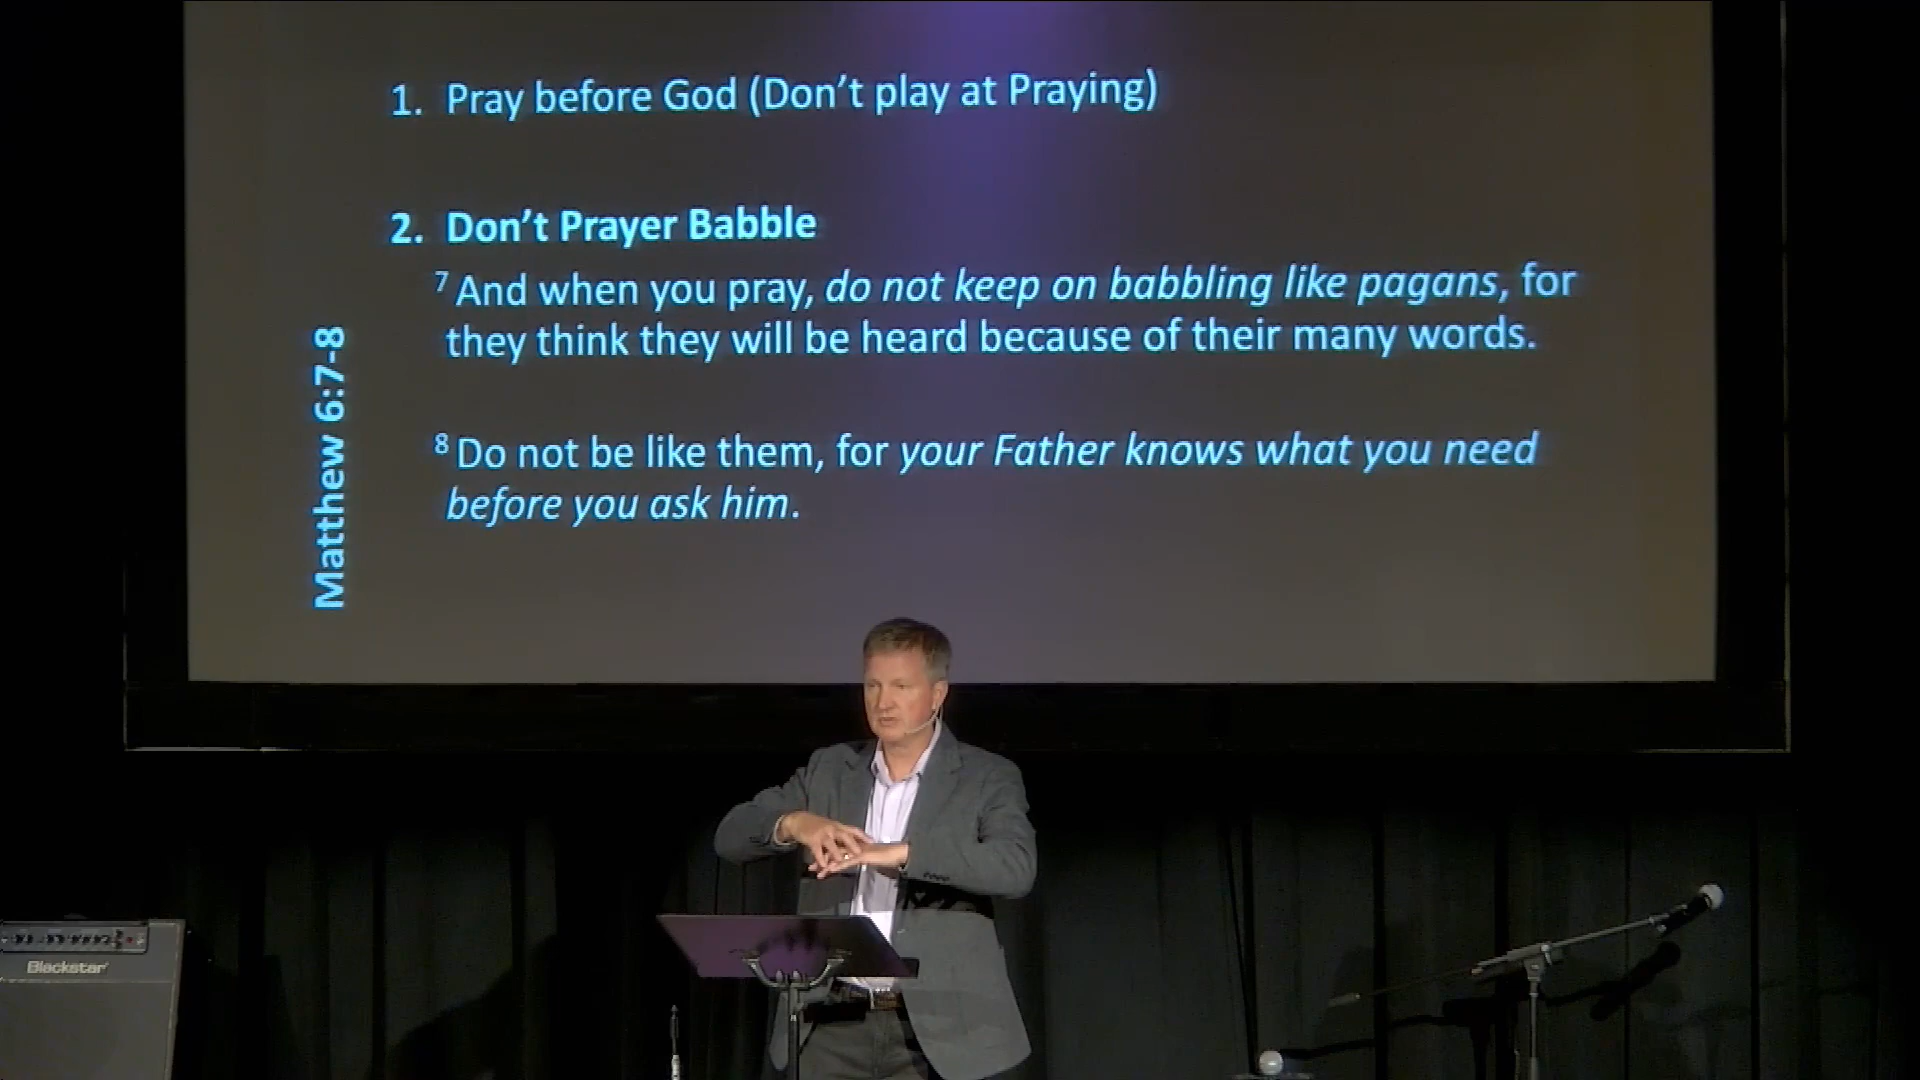 1. Pray before God (Don't play at Praying)
2. Don't Prayer Babble
7 And when you pray, do not keep on babbling like pagans, for
they think they will be heard because of their many words.
8 Do not be like them, for your Father knows what you need
before you ask him.
Matthew 6:7-8
Blackstar